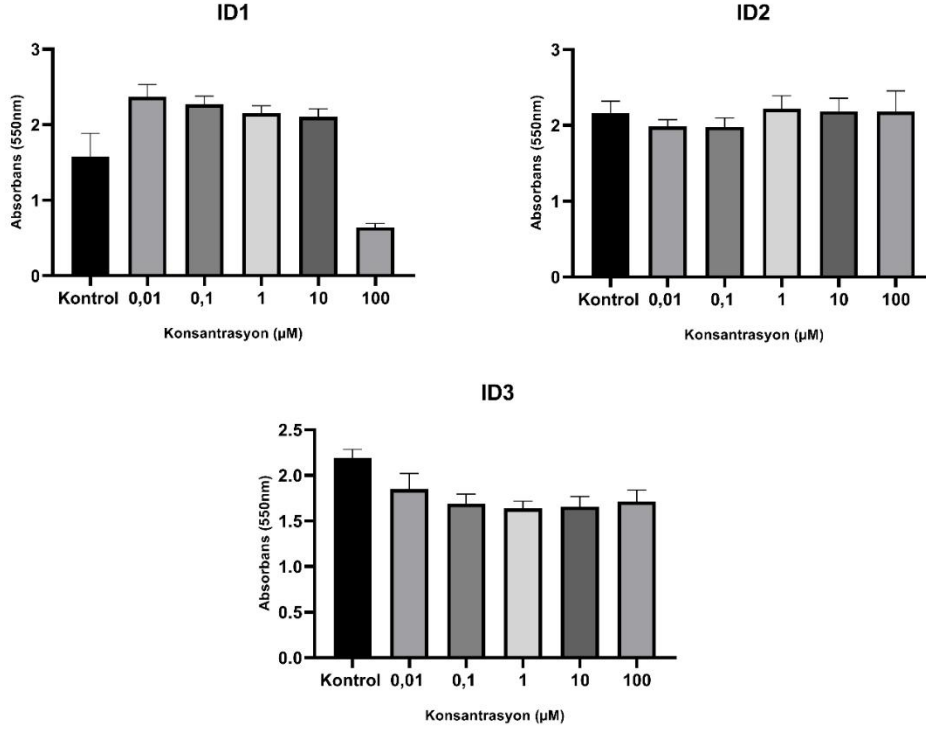 ID1
Absorbans (550nm)
3
2
1
0
Kontrol 0,01 0,1 1 10 100
Konsantrasyon (µM)
ID2
Absorbans (550nm)
3
2
1
0
Kontrol 0,01 0,1 1 10 100
Konsantrasyon (µM)
ID3
Absorbans (550nm)
2.5
2.0
1.5
1.0
0.5
0.0
Kontrol 0,01 0,1 1 10 100
Konsantrasyon (µM)